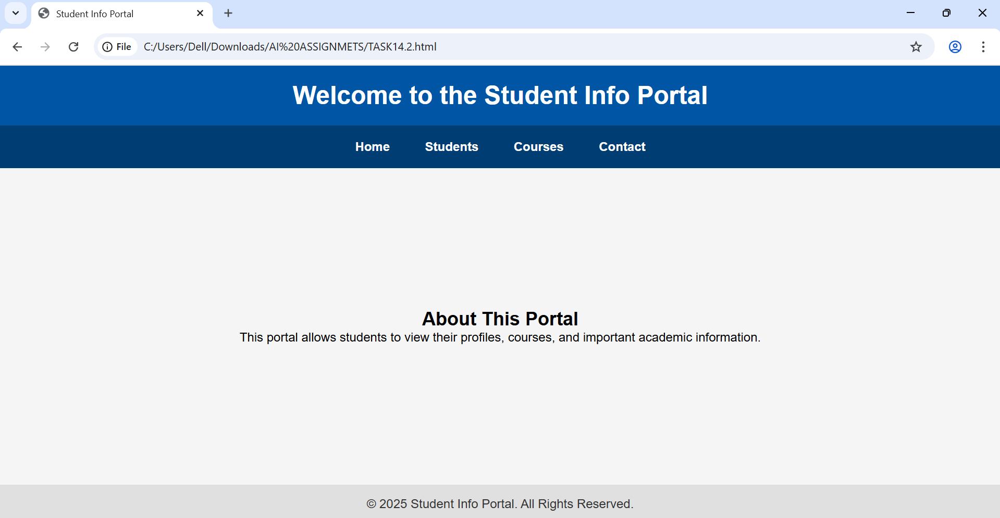 Student Info Portal
File C:/Users/Dell/Downloads/AI%20ASSIGNMETS/TASK14.2.html
Welcome to the Student Info Portal
Home Students Courses Contact
About This Portal
This portal allows students to view their profiles, courses, and important academic information.
© 2025 Student Info Portal. All Rights Reserved.